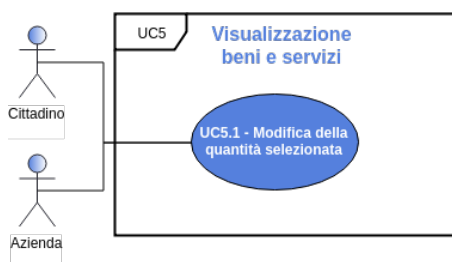 UC5
Visualizzazione
beni e servizi
Cittadino
UC5.1 - Modifica della
quantità selezionata
Azienda